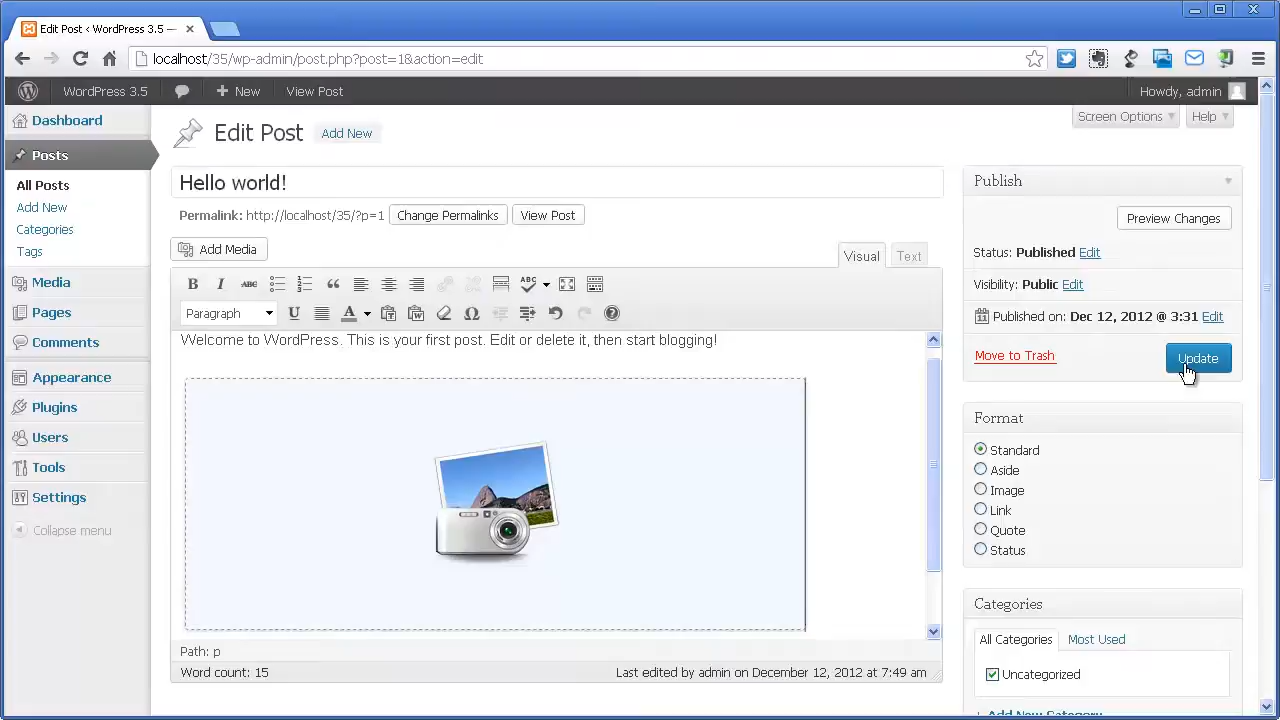 Edit Post ‹ WordPress 3.5 —
localhost/35/wp-admin/post.php?post=1&action=edit
WordPress 3.5
+ New
View Post
Howdy, admin
Dashboard
Posts
All Posts
Add New
Categories
Tags
Media
Pages
Comments
Appearance
Plugins
Users
Tools
Settings
Collapse menu
Edit Post Add New
Screen Options
Help
Hello world!
Permalink: http://localhost/35/?p=1 Change Permalinks View Post
Add Media
Visual Text
B I ABC ABC
Paragraph U A Ω
Welcome to WordPress. This is your first post. Edit or delete it, then start blogging!
Path: p
Word count: 15
Last edited by admin on December 12, 2012 at 7:49 am
Publish
Preview Changes
Status: Published Edit
Visibility: Public Edit
Published on: Dec 12, 2012 @ 3:31 Edit
Move to Trash
Update
Format
Standard
Aside
Image
Link
Quote
Status
Categories
All Categories Most Used
Uncategorized
+ Add New Category